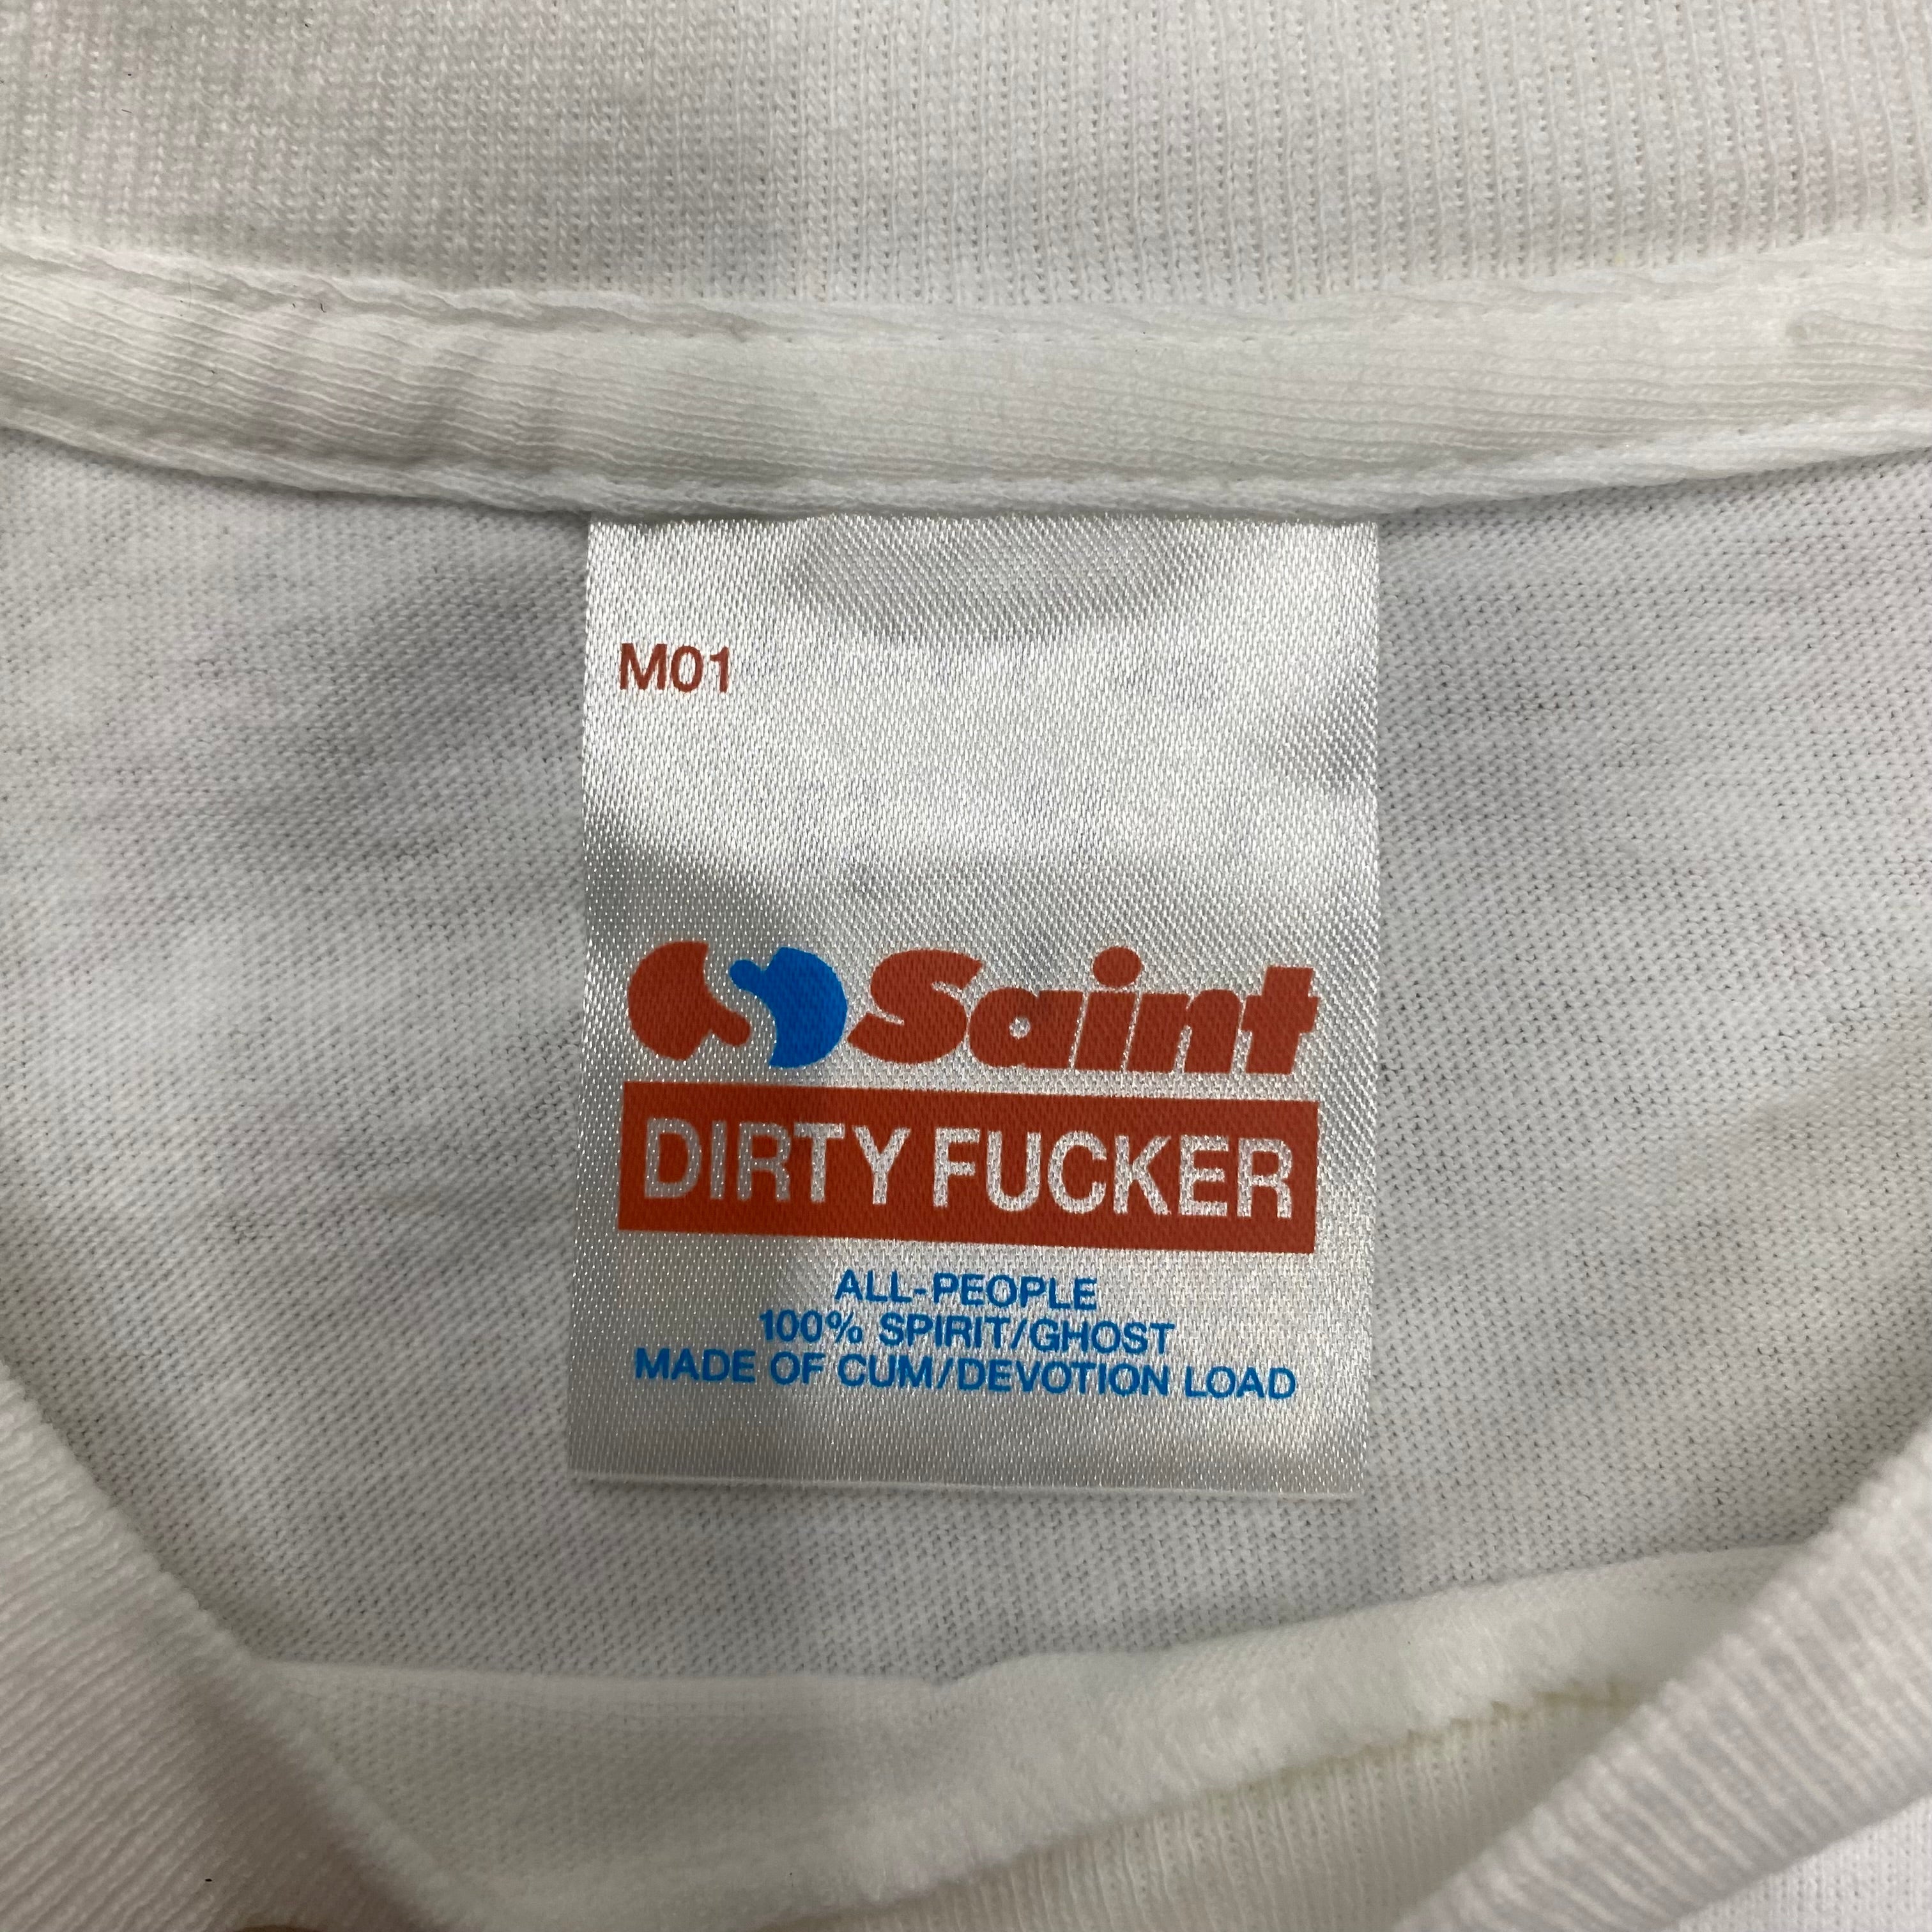 M01
Saint
DIRTY FUCKER
ALL-PEOPLE
100% SPIRIT/GHOST
MADE OF CUM/DEVOTION LOAD